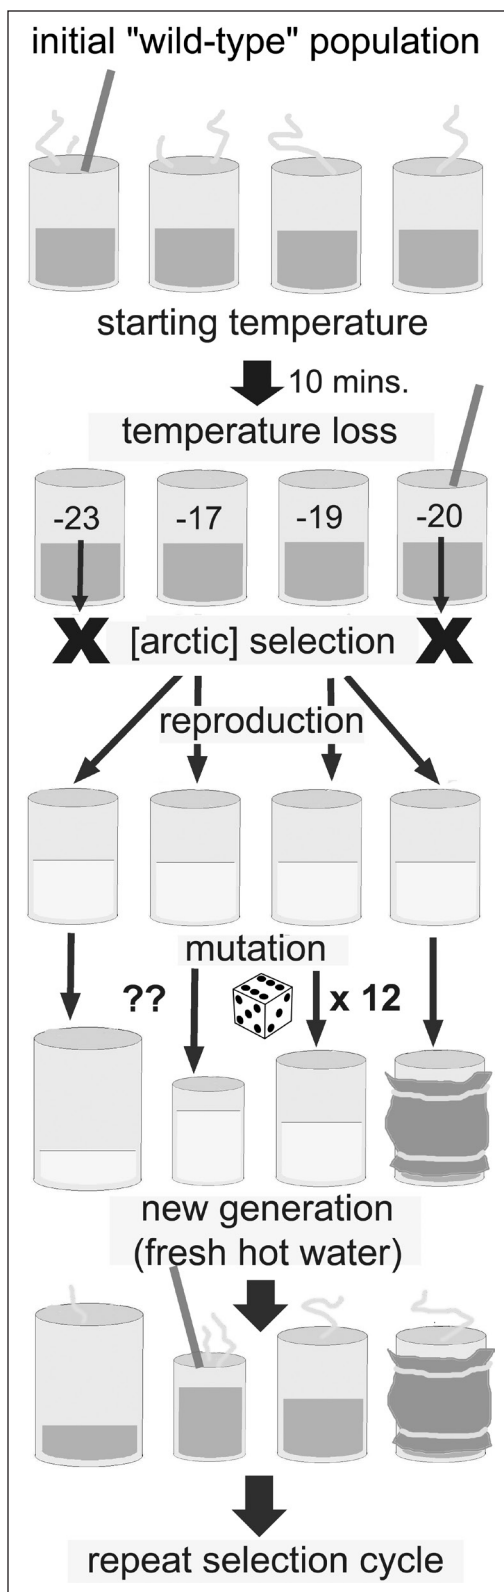 initial "wild-type" population
starting temperature
10 mins.
temperature loss
-23 -17 -19 -20
X [arctic] selection X
reproduction
mutation
?? x 12
new generation
(fresh hot water)
repeat selection cycle